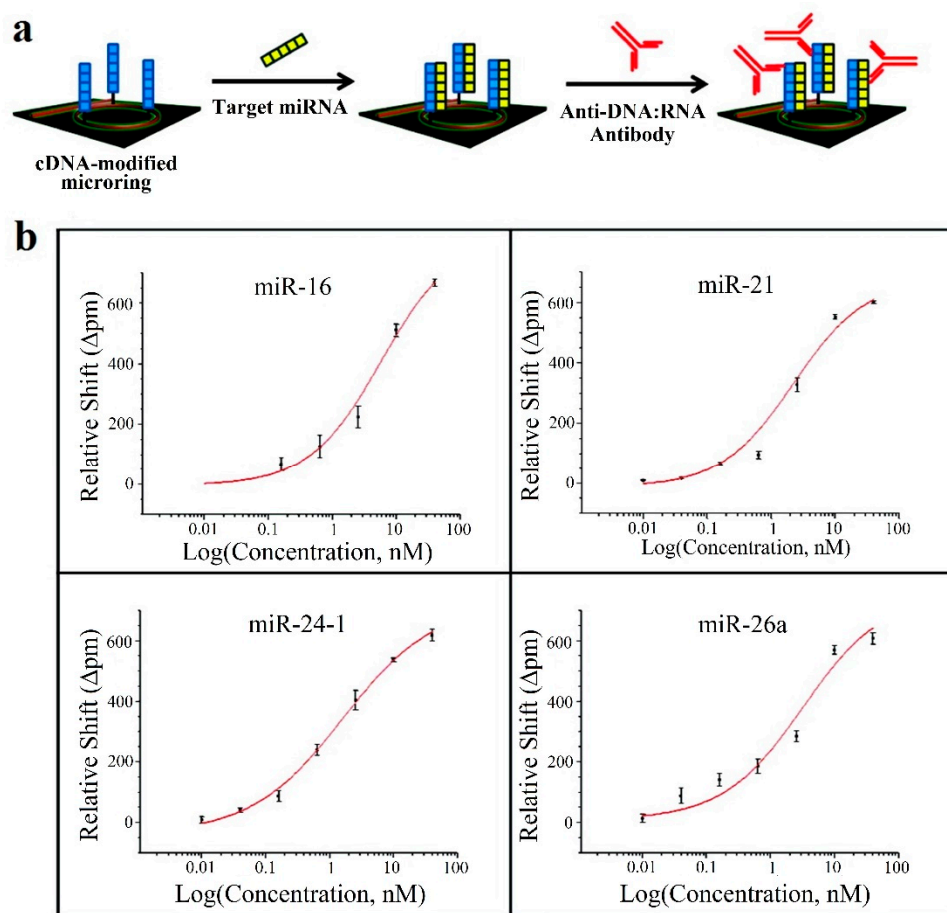 a
Target miRNA
Anti-DNA:RNA
Antibody
cDNA-modified
microring
b
miR-16
Relative Shift (Δpm)
600
400
200
0
0.01 0.1 1 10 100
Log(Concentration, nM)
miR-21
Relative Shift (Δpm)
600
400
200
0
0.01 0.1 1 10 100
Log(Concentration, nM)
miR-24-1
Relative Shift (Δpm)
600
400
200
0
0.01 0.1 1 10 100
Log(Concentration, nM)
miR-26a
Relative Shift (Δpm)
600
400
200
0
0.01 0.1 1 10 100
Log(Concentration, nM)